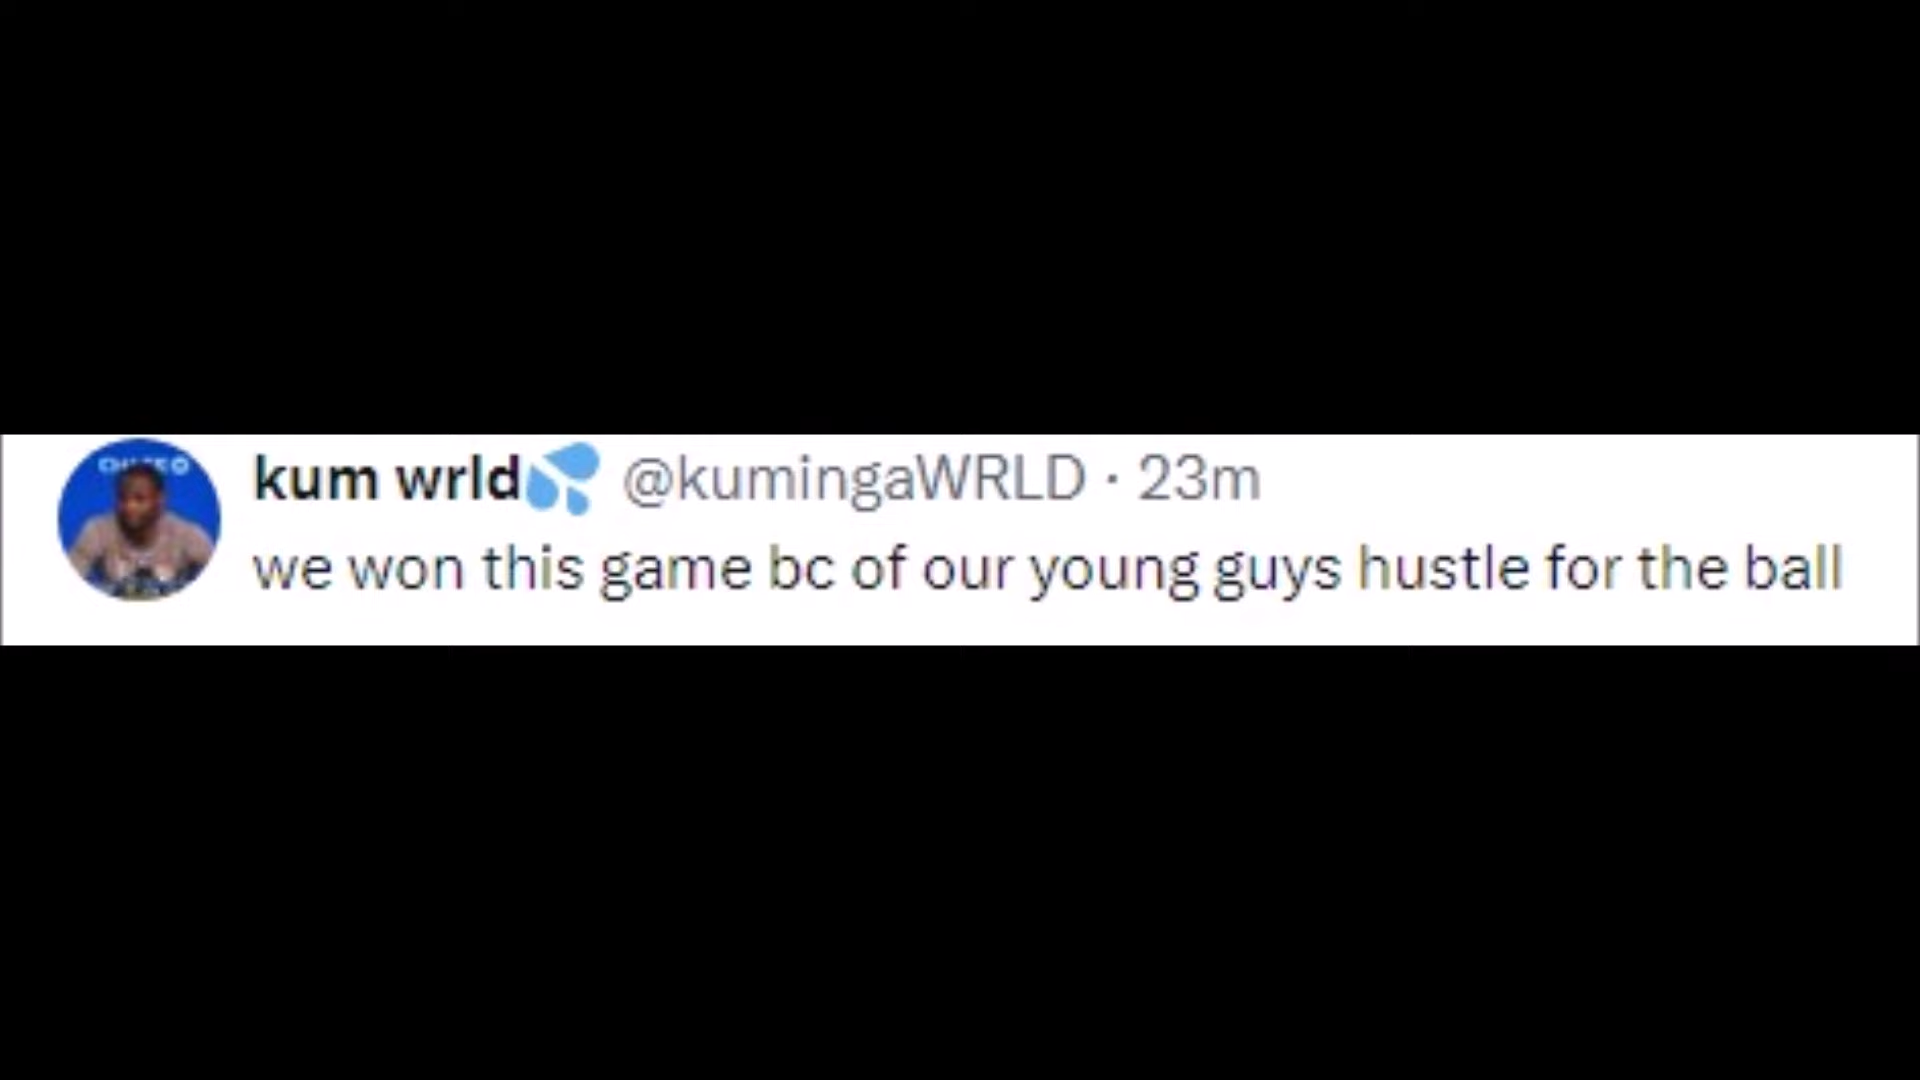 kum wrld💦 @kumingaWRLD · 23m
we won this game bc of our young guys hustle for the ball